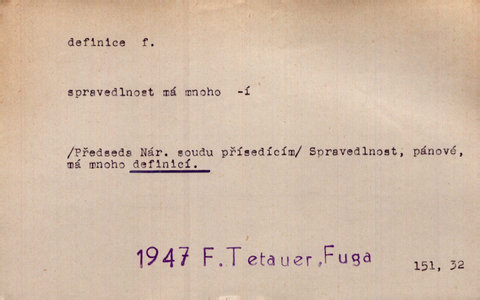 definice f.
spravedlnost má mnoho -í
/Předseda Nár. soudu přísedícím/ Spravedlnost, pánové,
má mnoho definicí.
1947 F. Tetauer, Fuga
151, 32